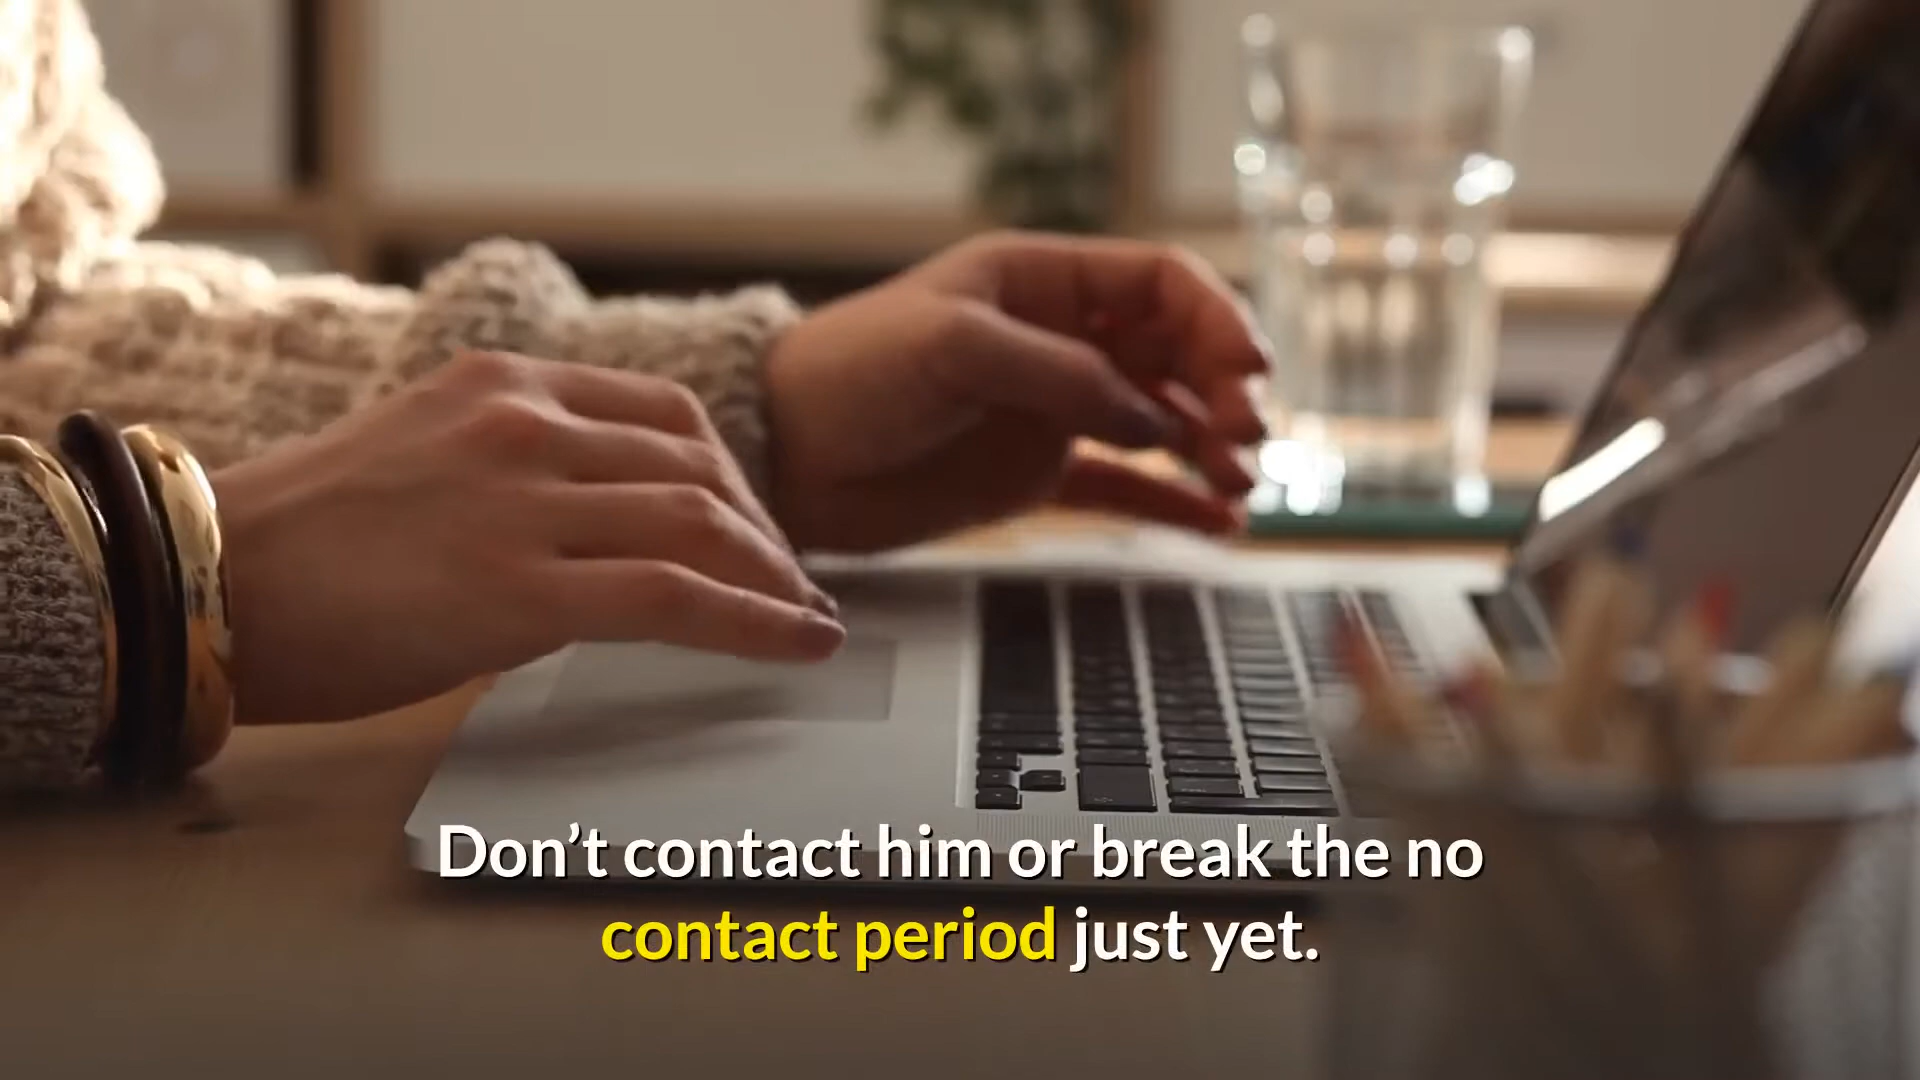 Don’t contact him or break the no
contact period just yet.